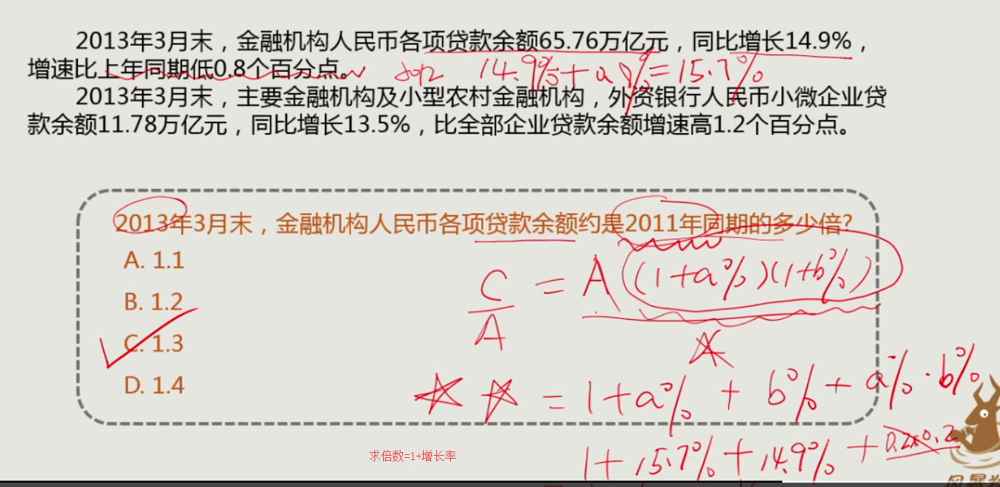 2013年3月末，金融机构人民币各项贷款余额65.76万亿元，同比增长14.9%，
增速比上年同期低0.8个百分点。
14.9%+0.8%=15.7%
2013年3月末，主要金融机构及小型农村金融机构，外资银行人民币小微企业贷
款余额11.78万亿元，同比增长13.5%，比全部企业贷款余额增速高1.2个百分点。
2013年3月末，金融机构人民币各项贷款余额约是2011年同期的多少倍?
A. 1.1
B. 1.2
C. 1.3
D. 1.4
C/A = A(1+a%)(1+b%)
A
= 1+a% + b% + a%·b%
1+15.7%+14.9%+0.2×0.2
求倍数=1+增长率